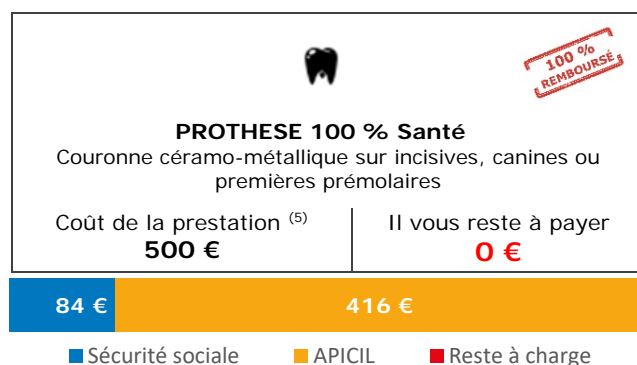 100 %
REMBOURSÉ
PROTHESE 100 % Santé
Couronne céramo-métallique sur incisives, canines ou
premières prémolaires
Coût de la prestation (5)
500 €
Il vous reste à payer
0 €
84 €
416 €
Sécurité sociale
APICIL
Reste à charge